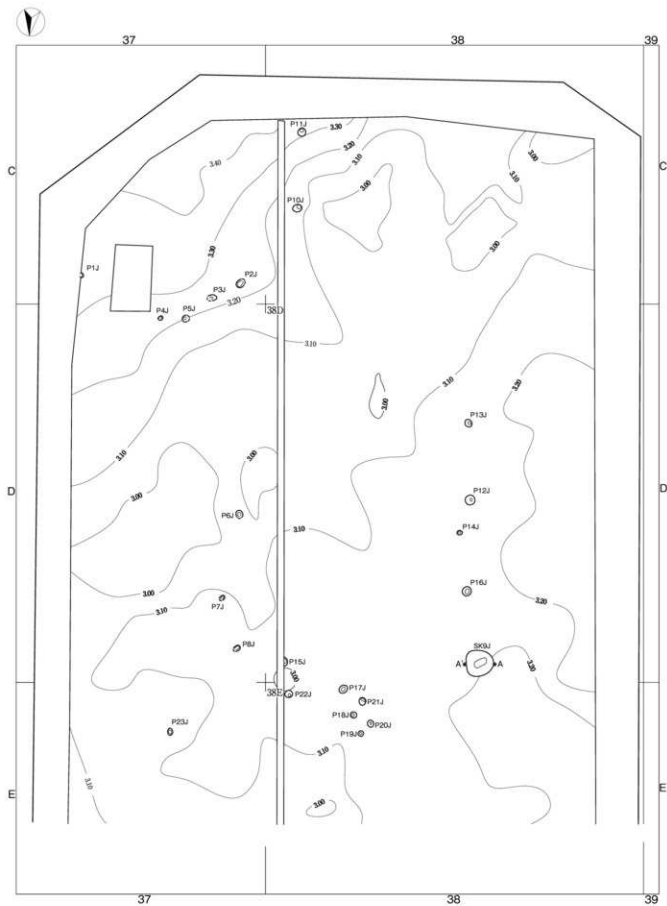 37
38
39
C
C
P11J
3.30
3.20
3.00
3.10
3.40
3.00
P10J
3.00
3.30
P1J
P2J
P3J
3.20
P4J
P5J
38D
3.10
3.10
3.00
3.20
P13J
3.10
3.00
D
D
3.00
P12J
P6J
3.10
P14J
P16J
3.00
P7J
3.10
3.20
P8J
SK9J
P15J
A'
A
3.20
3.00
38E
P17J
P22J
P21J
P18J
P20J
P23J
P19J
3.10
3.10
E
E
3.00
37
38
39